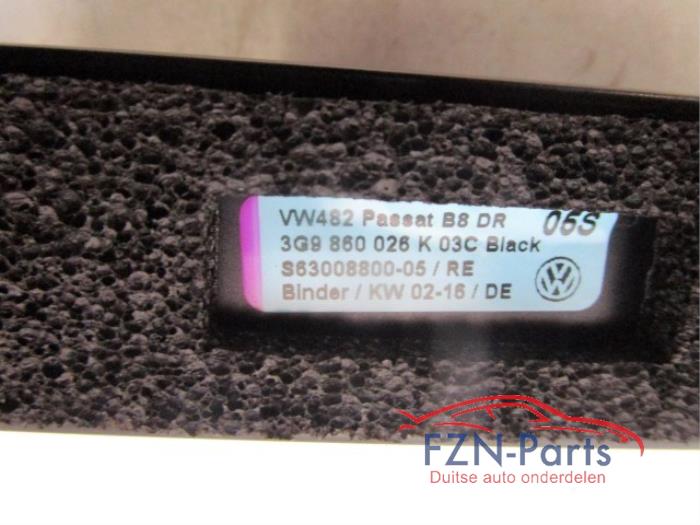 VW482 Passat B8 DR 05S
3G9 860 026 K 03C Black
S63008800-05 / RE
Binder / KW 02-16 / DE
FZN-Parts
Duitse auto onderdelen